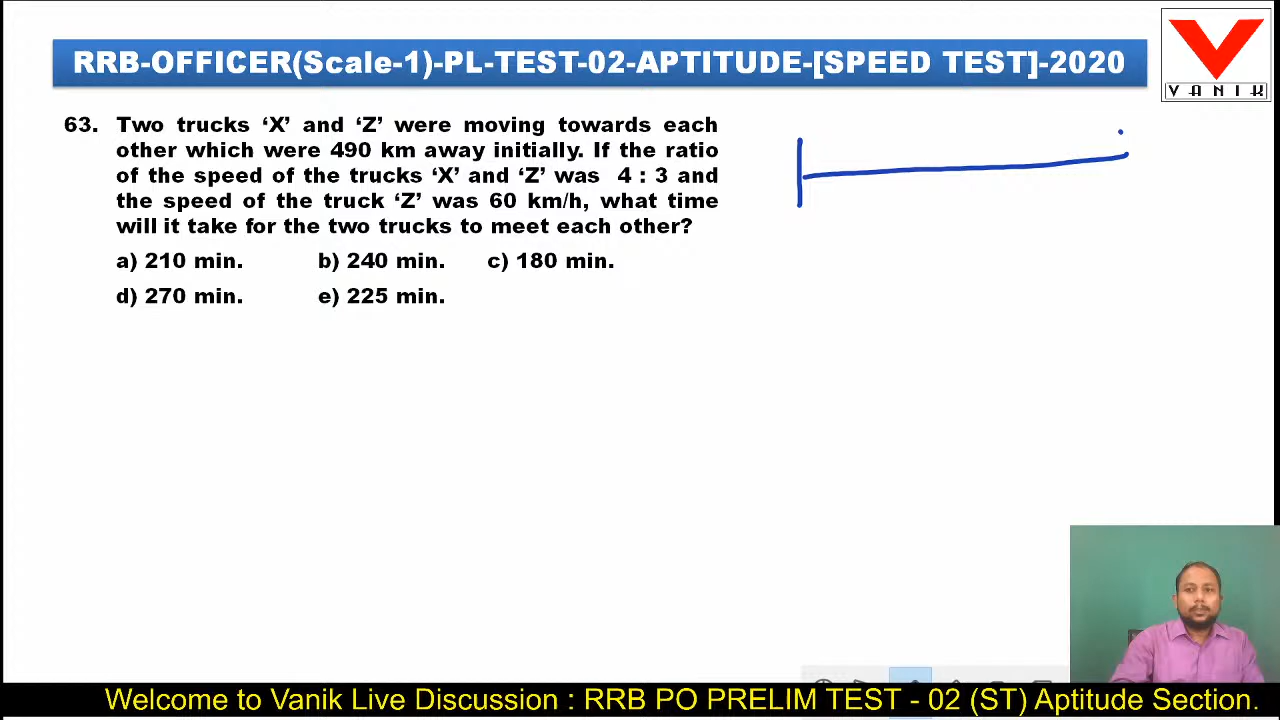 RRB-OFFICER(Scale-1)-PL-TEST-02-APTITUDE-[SPEED TEST]-2020
VANIK
63. Two trucks ‘X’ and ‘Z’ were moving towards each
other which were 490 km away initially. If the ratio
of the speed of the trucks ‘X’ and ‘Z’ was 4 : 3 and
the speed of the truck ‘Z’ was 60 km/h, what time
will it take for the two trucks to meet each other?
a) 210 min. b) 240 min. c) 180 min.
d) 270 min. e) 225 min.
Welcome to Vanik Live Discussion : RRB PO PRELIM TEST - 02 (ST) Aptitude Section.